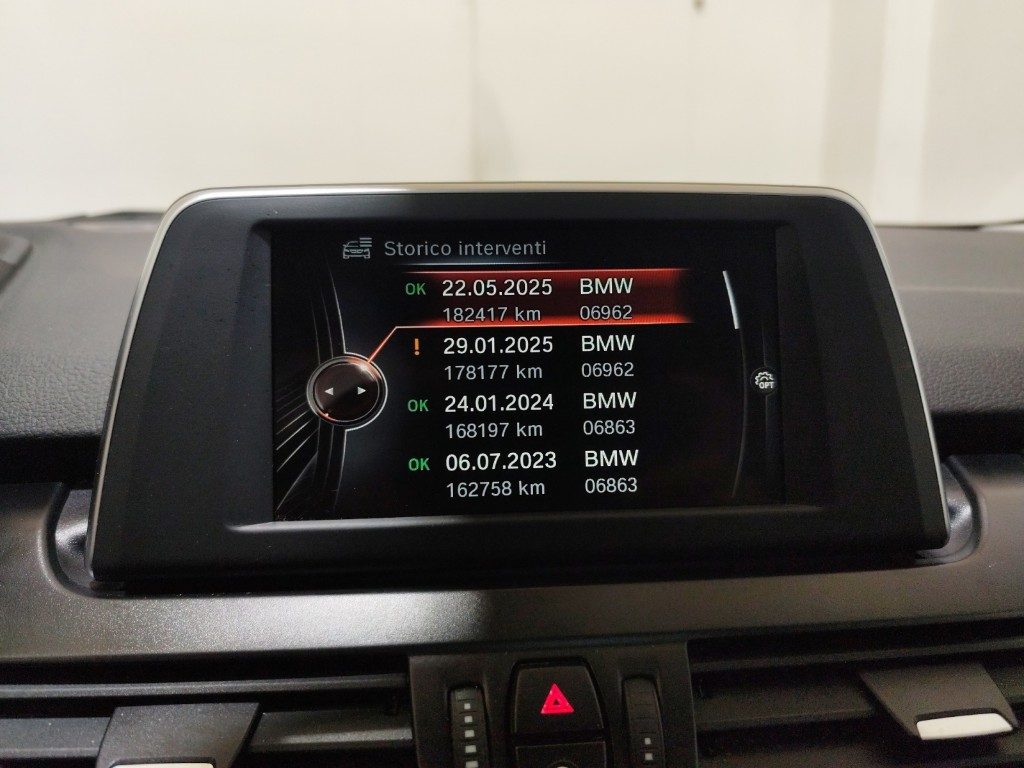 Storico interventi
OK 22.05.2025 BMW
182417 km 06962
! 29.01.2025 BMW
178177 km 06962
OK 24.01.2024 BMW
168197 km 06863
OPT
OK 06.07.2023 BMW
162758 km 06863